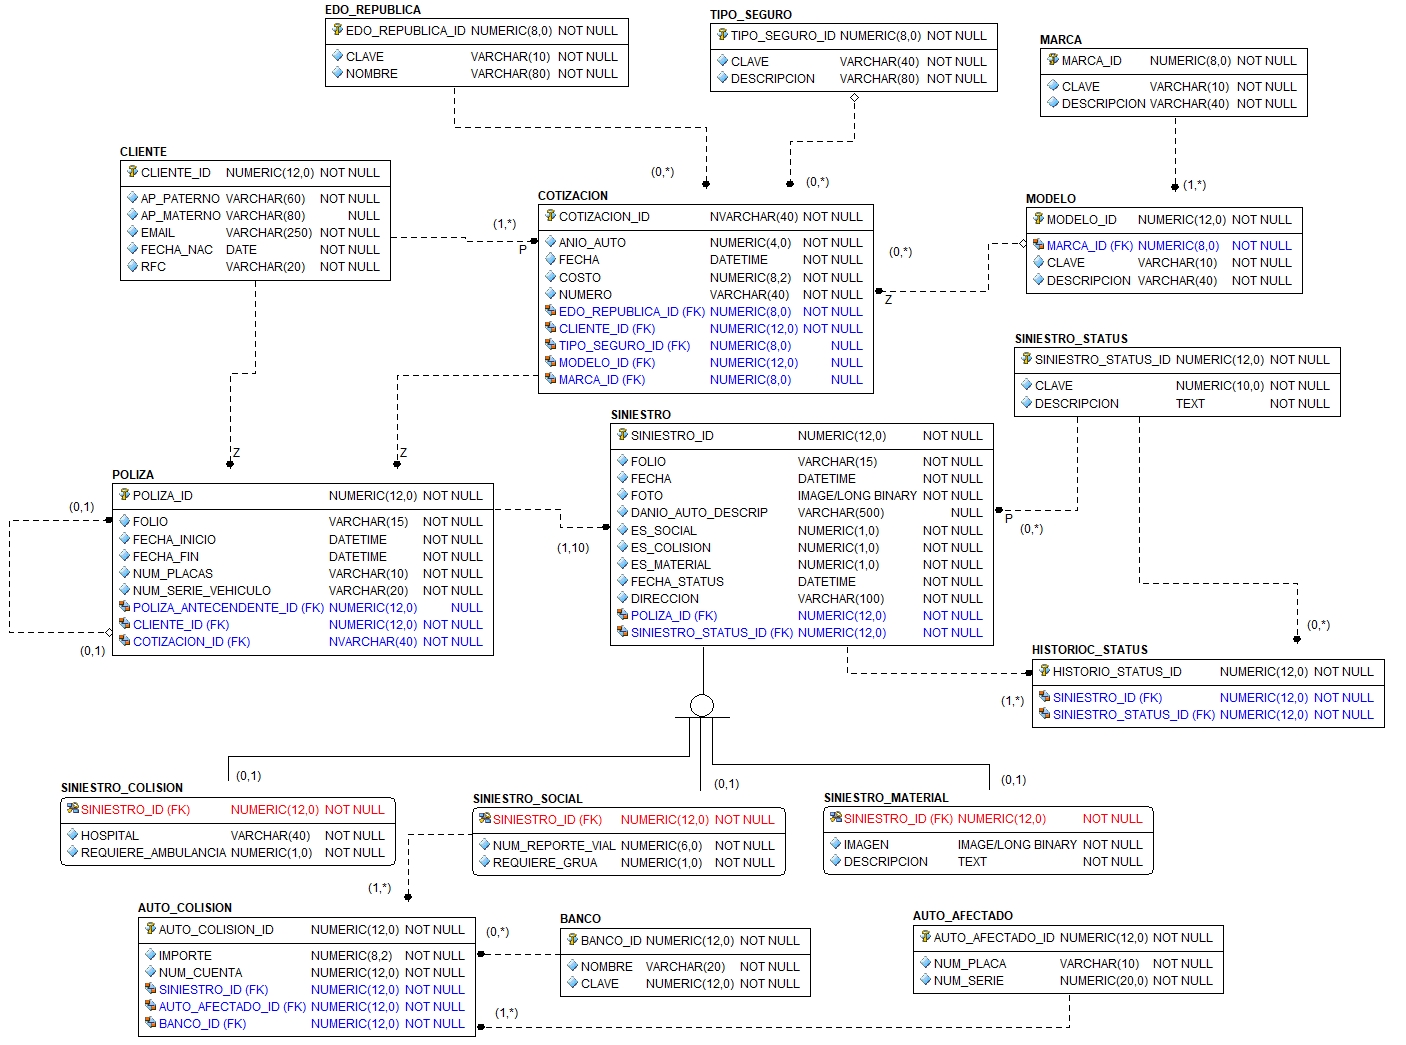 EDO_REPUBLICA
EDO_REPUBLICA_ID NUMERIC(8,0) NOT NULL
CLAVE VARCHAR(10) NOT NULL
NOMBRE VARCHAR(80) NOT NULL
TIPO_SEGURO
TIPO_SEGURO_ID NUMERIC(8,0) NOT NULL
CLAVE VARCHAR(40) NOT NULL
DESCRIPCION VARCHAR(80) NOT NULL
MARCA
MARCA_ID NUMERIC(8,0) NOT NULL
CLAVE VARCHAR(10) NOT NULL
DESCRIPCION VARCHAR(40) NOT NULL
CLIENTE
CLIENTE_ID NUMERIC(12,0) NOT NULL
AP_PATERNO VARCHAR(60) NOT NULL
AP_MATERNO VARCHAR(80) NULL
EMAIL VARCHAR(250) NOT NULL
FECHA_NAC DATE NOT NULL
RFC VARCHAR(20) NOT NULL
(0,*)
(0,*)
(1,*)
(1,*)
P
COTIZACION
COTIZACION_ID NVARCHAR(40) NOT NULL
ANIO_AUTO NUMERIC(4,0) NOT NULL
FECHA DATETIME NOT NULL
COSTO NUMERIC(8,2) NOT NULL
NUMERO VARCHAR(40) NOT NULL
EDO_REPUBLICA_ID (FK) NUMERIC(8,0) NOT NULL
CLIENTE_ID (FK) NUMERIC(12,0) NOT NULL
TIPO_SEGURO_ID (FK) NUMERIC(8,0) NULL
MODELO_ID (FK) NUMERIC(12,0) NULL
MARCA_ID (FK) NUMERIC(8,0) NULL
(0,*)
Z
MODELO
MODELO_ID NUMERIC(12,0) NOT NULL
MARCA_ID (FK) NUMERIC(8,0) NOT NULL
CLAVE VARCHAR(10) NOT NULL
DESCRIPCION VARCHAR(40) NOT NULL
SINIESTRO_STATUS
SINIESTRO_STATUS_ID NUMERIC(12,0) NOT NULL
CLAVE NUMERIC(10,0) NOT NULL
DESCRIPCION TEXT NOT NULL
Z
Z
POLIZA
POLIZA_ID NUMERIC(12,0) NOT NULL
FOLIO VARCHAR(15) NOT NULL
FECHA_INICIO DATETIME NOT NULL
FECHA_FIN DATETIME NOT NULL
NUM_PLACAS VARCHAR(10) NOT NULL
NUM_SERIE_VEHICULO VARCHAR(20) NOT NULL
POLIZA_ANTECENDENTE_ID (FK) NUMERIC(12,0) NULL
CLIENTE_ID (FK) NUMERIC(12,0) NOT NULL
COTIZACION_ID (FK) NVARCHAR(40) NOT NULL
(0,1)
(0,1)
(1,10)
SINIESTRO
SINIESTRO_ID NUMERIC(12,0) NOT NULL
FOLIO VARCHAR(15) NOT NULL
FECHA DATETIME NOT NULL
FOTO IMAGE/LONG BINARY NOT NULL
DANIO_AUTO_DESCRIP VARCHAR(500) NULL
ES_SOCIAL NUMERIC(1,0) NOT NULL
ES_COLISION NUMERIC(1,0) NOT NULL
ES_MATERIAL NUMERIC(1,0) NOT NULL
FECHA_STATUS DATETIME NOT NULL
DIRECCION VARCHAR(100) NOT NULL
POLIZA_ID (FK) NUMERIC(12,0) NOT NULL
SINIESTRO_STATUS_ID (FK) NUMERIC(12,0) NOT NULL
P
(0,*)
(0,*)
(1,*)
HISTORIOC_STATUS
HISTORIO_STATUS_ID NUMERIC(12,0) NOT NULL
SINIESTRO_ID (FK) NUMERIC(12,0) NOT NULL
SINIESTRO_STATUS_ID (FK) NUMERIC(12,0) NOT NULL
(0,1)
(0,1)
(0,1)
SINIESTRO_COLISION
SINIESTRO_ID (FK) NUMERIC(12,0) NOT NULL
HOSPITAL VARCHAR(40) NOT NULL
REQUIERE_AMBULANCIA NUMERIC(1,0) NOT NULL
SINIESTRO_SOCIAL
SINIESTRO_ID (FK) NUMERIC(12,0) NOT NULL
NUM_REPORTE_VIAL NUMERIC(6,0) NOT NULL
REQUIERE_GRUA NUMERIC(1,0) NOT NULL
SINIESTRO_MATERIAL
SINIESTRO_ID (FK) NUMERIC(12,0) NOT NULL
IMAGEN IMAGE/LONG BINARY NOT NULL
DESCRIPCION TEXT NOT NULL
(1,*)
AUTO_COLISION
AUTO_COLISION_ID NUMERIC(12,0) NOT NULL
IMPORTE NUMERIC(8,2) NOT NULL
NUM_CUENTA NUMERIC(12,0) NOT NULL
SINIESTRO_ID (FK) NUMERIC(12,0) NOT NULL
AUTO_AFECTADO_ID (FK) NUMERIC(12,0) NOT NULL
BANCO_ID (FK) NUMERIC(12,0) NOT NULL
(0,*)
(1,*)
BANCO
BANCO_ID NUMERIC(12,0) NOT NULL
NOMBRE VARCHAR(20) NOT NULL
CLAVE NUMERIC(12,0) NOT NULL
AUTO_AFECTADO
AUTO_AFECTADO_ID NUMERIC(12,0) NOT NULL
NUM_PLACA VARCHAR(10) NOT NULL
NUM_SERIE NUMERIC(20,0) NOT NULL